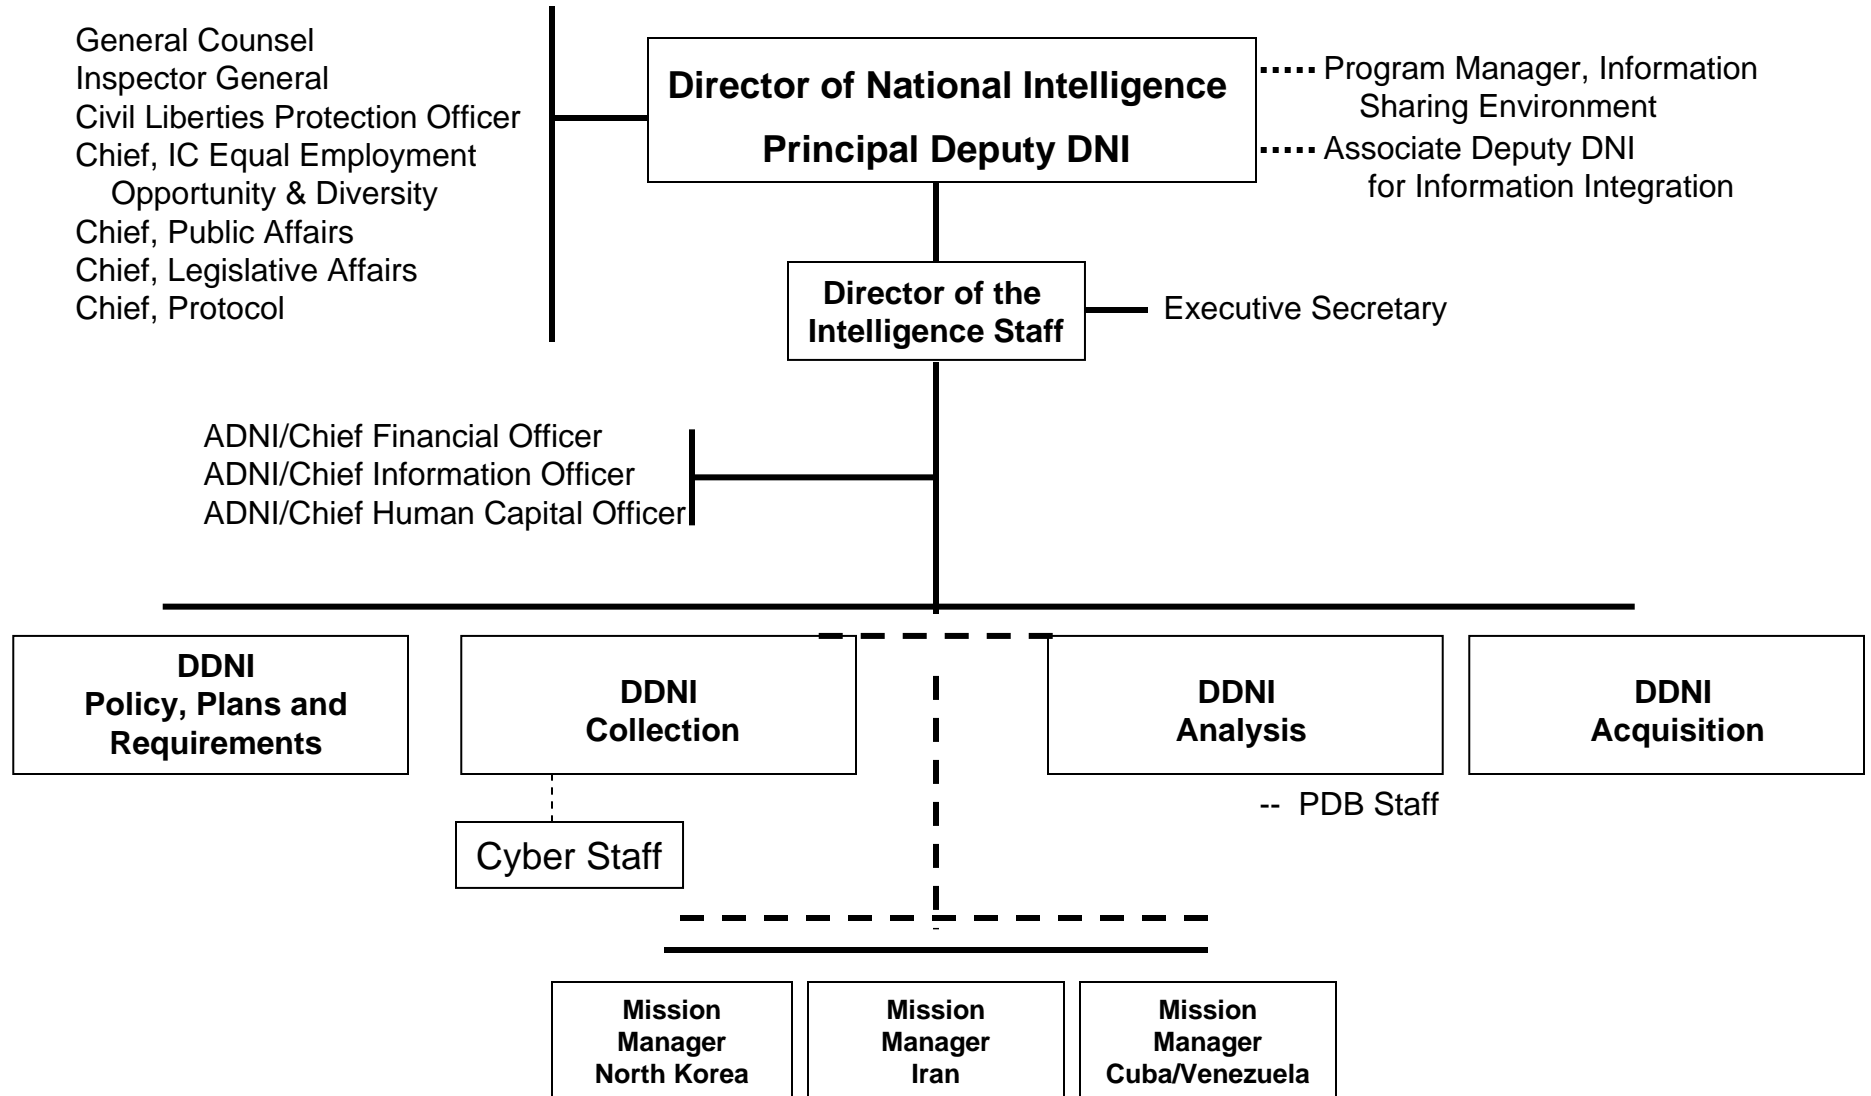 General Counsel
Inspector General
Civil Liberties Protection Officer
Chief, IC Equal Employment
Opportunity & Diversity
Chief, Public Affairs
Chief, Legislative Affairs
Chief, Protocol
Director of National Intelligence
Principal Deputy DNI
Program Manager, Information
Sharing Environment
Associate Deputy DNI
for Information Integration
Director of the
Intelligence Staff
Executive Secretary
ADNI/Chief Financial Officer
ADNI/Chief Information Officer
ADNI/Chief Human Capital Officer
DDNI
Policy, Plans and
Requirements
DDNI
Collection
DDNI
Analysis
DDNI
Acquisition
-- PDB Staff
Cyber Staff
Mission
Manager
North Korea
Mission
Manager
Iran
Mission
Manager
Cuba/Venezuela